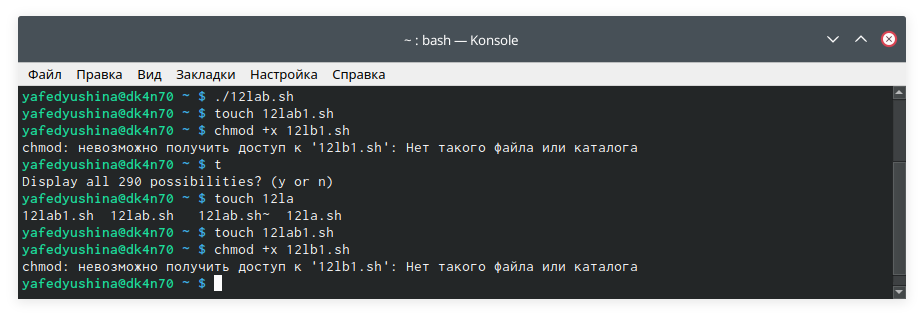 ~ : bash — Konsole
Файл Правка Вид Закладки Настройка Справка
yafedyushina@dk4n70 ~ $ ./12lab.sh
yafedyushina@dk4n70 ~ $ touch 12lab1.sh
yafedyushina@dk4n70 ~ $ chmod +x 12lb1.sh
chmod: невозможно получить доступ к '12lb1.sh': Нет такого файла или каталога
yafedyushina@dk4n70 ~ $ t
Display all 290 possibilities? (y or n)
yafedyushina@dk4n70 ~ $ touch 12la
12lab1.sh  12lab.sh   12lab.sh~  12la.sh
yafedyushina@dk4n70 ~ $ touch 12lab1.sh
yafedyushina@dk4n70 ~ $ chmod +x 12lb1.sh
chmod: невозможно получить доступ к '12lb1.sh': Нет такого файла или каталога
yafedyushina@dk4n70 ~ $